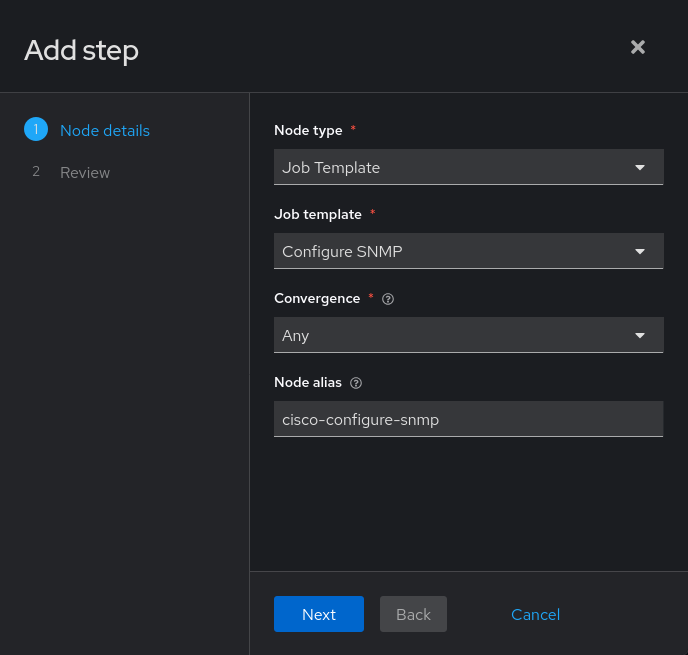 Add step
1 Node details
2 Review
Node type *
Job Template
Job template *
Configure SNMP
Convergence *
Any
Node alias
cisco-configure-snmp
Next Back Cancel